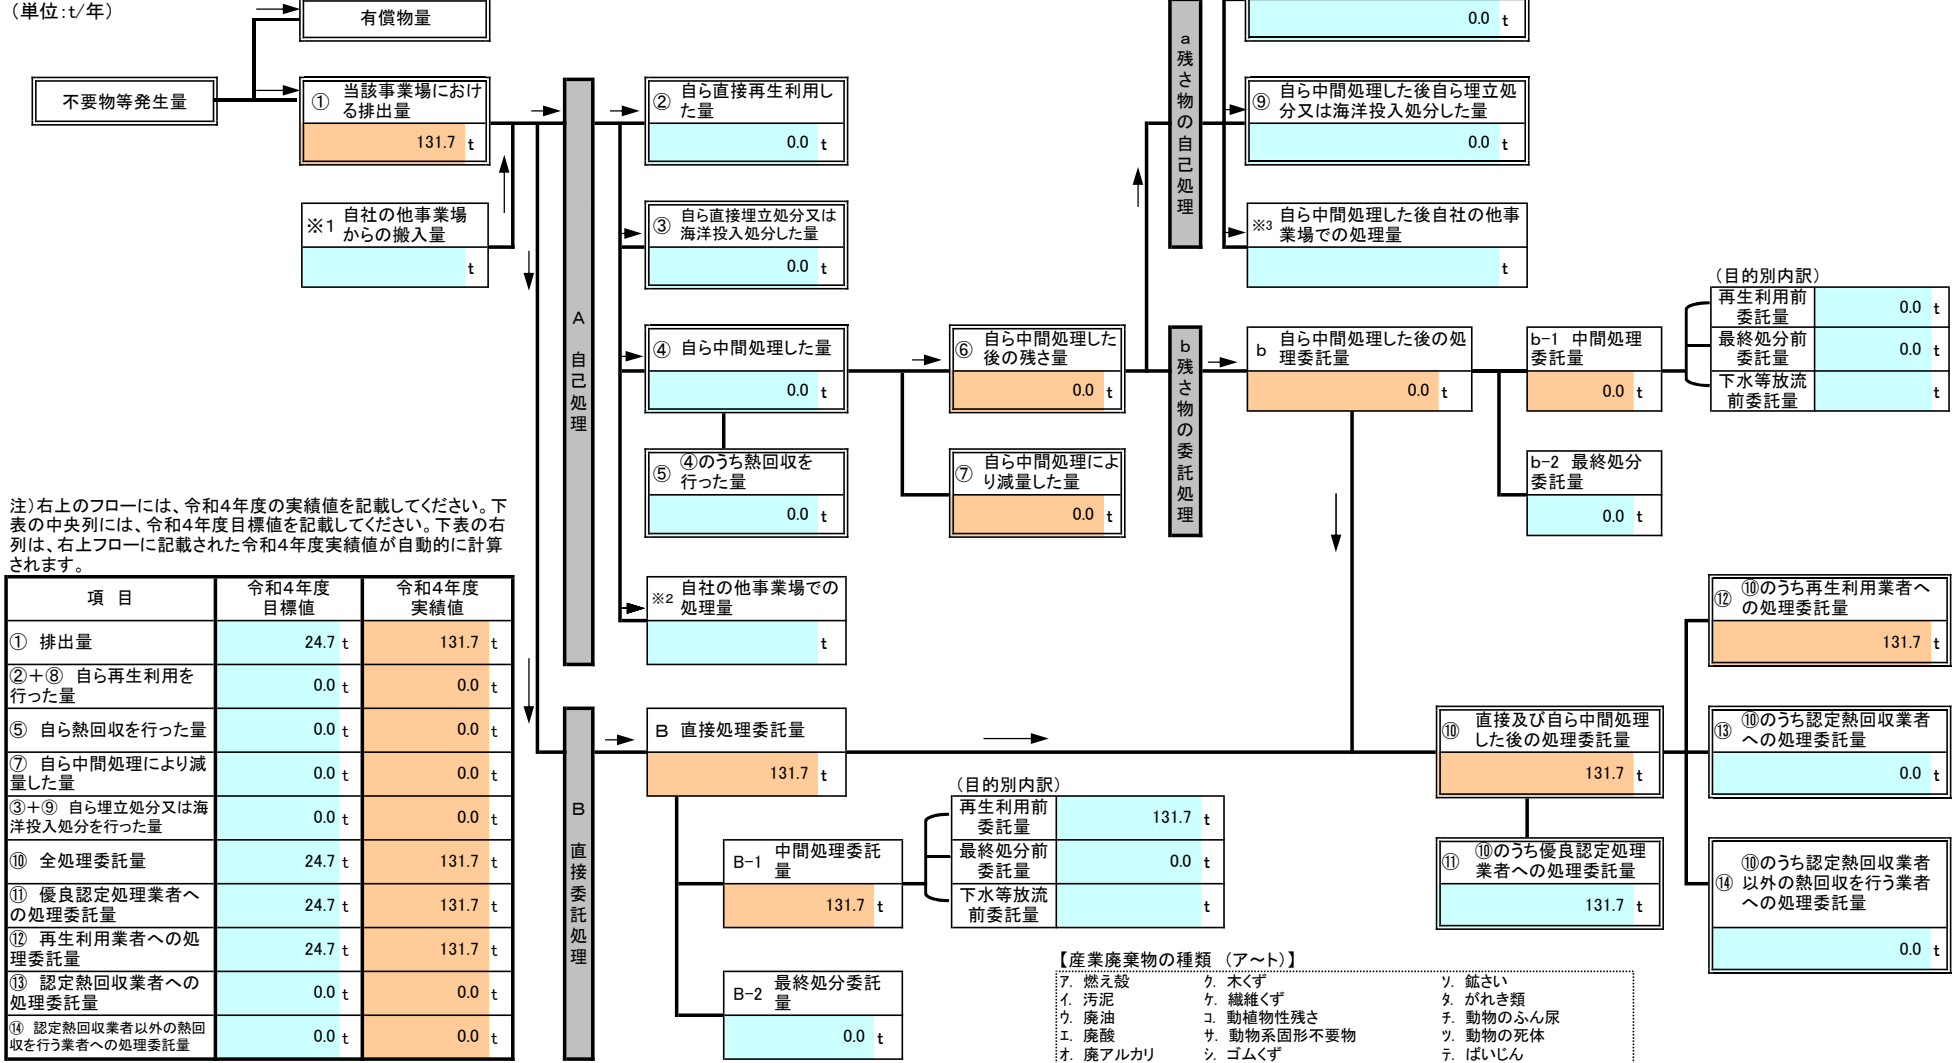 （単位：t/年）
有償物量
不要物等発生量
① 当該事業場におけ
る排出量
131.7 t
※1 自社の他事業場
からの搬入量
t
A 自己処理
② 自ら直接再生利用し
た量
0.0 t
③ 自ら直接埋立処分又は
海洋投入処分した量
0.0 t
④ 自ら中間処理した量
0.0 t
⑤ ④のうち熱回収を
行った量
0.0 t
※2 自社の他事業場での
処理量
t
⑥ 自ら中間処理した
後の残さ量
0.0 t
⑦ 自ら中間処理によ
り減量した量
0.0 t
a 残さ物の自己処理
0.0 t
⑨ 自ら中間処理した後自ら埋立処
分又は海洋投入処分した量
0.0 t
※3 自ら中間処理した後自社の他事
業場での処理量
t
b 残さ物の委託処理
b 自ら中間処理した後の処
理委託量
0.0 t
b-1 中間処理
委託量
0.0 t
（目的別内訳）
再生利用前
委託量
0.0 t
最終処分前
委託量
0.0 t
下水等放流
前委託量
t
b-2 最終処分
委託量
0.0 t
注）右上のフローには、令和４年度の実績値を記載してください。下
表の中央列には、令和４年度目標値を記載してください。下表の右
列は、右上フローに記載された令和４年度実績値が自動的に計算
されます。
項 目 令和４年度
目標値 令和４年度
実績値
① 排出量 24.7 t 131.7 t
②＋⑧ 自ら再生利用を
行った量 0.0 t 0.0 t
⑤ 自ら熱回収を行った量 0.0 t 0.0 t
⑦ 自ら中間処理により減
量した量 0.0 t 0.0 t
③＋⑨ 自ら埋立処分又は海
洋投入処分を行った量 0.0 t 0.0 t
⑩ 全処理委託量 24.7 t 131.7 t
⑪ 優良認定処理業者へ
の処理委託量 24.7 t 131.7 t
⑫ 再生利用業者への処
理委託量 24.7 t 131.7 t
⑬ 認定熱回収業者への
処理委託量 0.0 t 0.0 t
⑭ 認定熱回収業者以外の熱回
収を行う業者への処理委託量 0.0 t 0.0 t
B 直接委託処理
B 直接処理委託量
131.7 t
B-1 中間処理委託
量
131.7 t
（目的別内訳）
再生利用前
委託量
131.7 t
最終処分前
委託量
0.0 t
下水等放流
前委託量
t
B-2 最終処分委託
量
0.0 t
⑩ 直接及び自ら中間処理
した後の処理委託量
131.7 t
⑪ ⑩のうち優良認定処理
業者への処理委託量
131.7 t
⑫ ⑩のうち再生利用業者へ
の処理委託量
131.7 t
⑬ ⑩のうち認定熱回収業者
への処理委託量
0.0 t
⑭ ⑩のうち認定熱回収業者
以外の熱回収を行う業者
への処理委託量
0.0 t
【産業廃棄物の種類 （ア～ト）】
ア. 燃え殻 ク. 木くず ソ. 鉱さい
イ. 汚泥 ケ. 繊維くず タ. がれき類
ウ. 廃油 コ. 動植物性残さ チ. 動物のふん尿
エ. 廃酸 サ. 動物系固形不要物 ツ. 動物の死体
オ. 廃アルカリ シ. ゴムくず テ. ばいじん